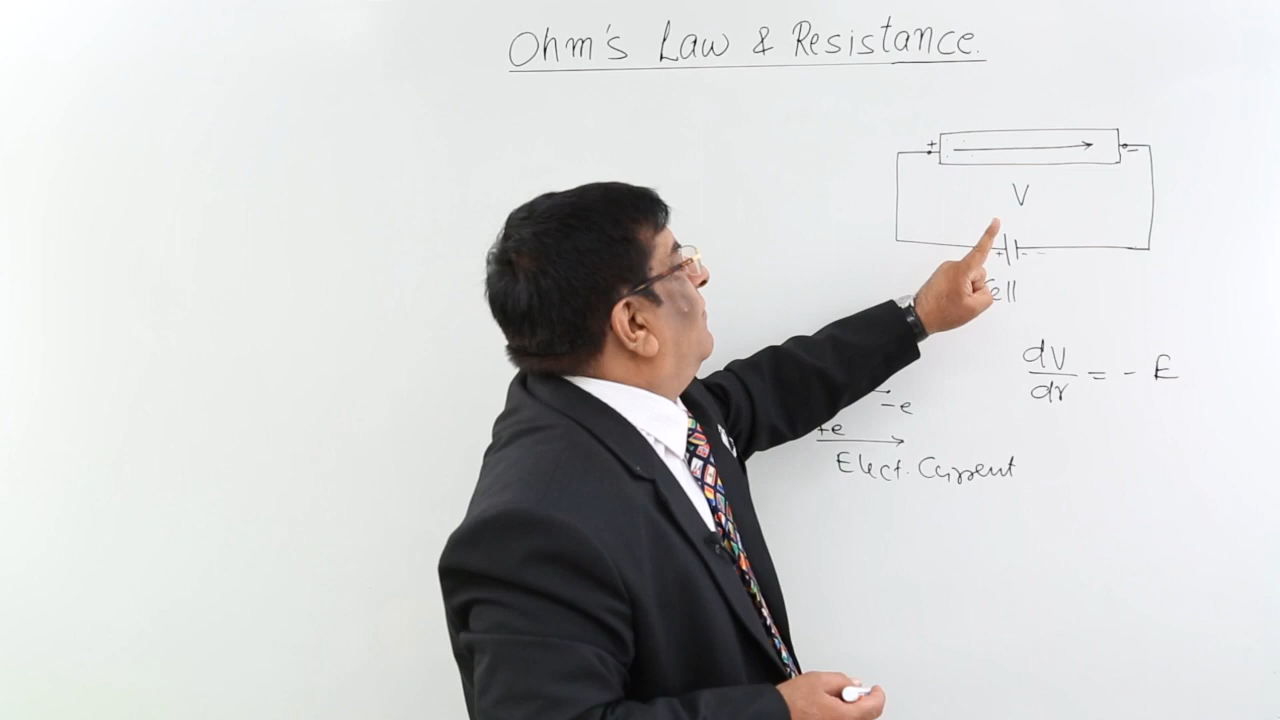 Ohm's Law & Resistance.
+ -
V
+ - -
ell
dV
dr = - E
-e
+e
Elect. Current